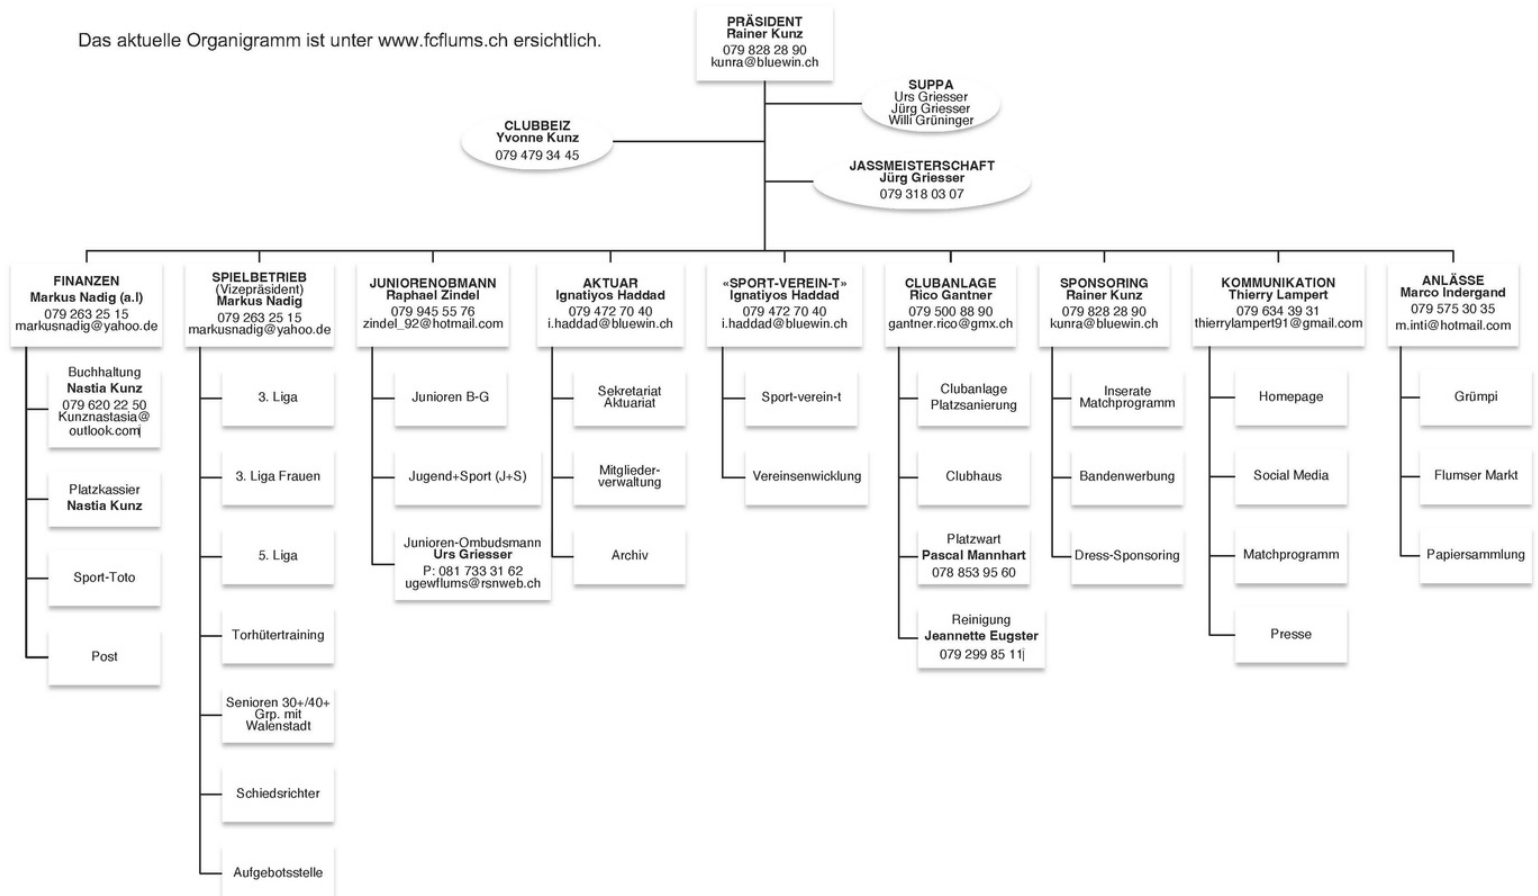 Das aktuelle Organigramm ist unter www.fcflums.ch ersichtlich.
PRÄSIDENT
Rainer Kunz
079 828 28 90
kunra@bluewin.ch
SUPPA
Urs Griesser
Jürg Griesser
Willi Grüninger
CLUBBEIZ
Yvonne Kunz
079 479 34 45
JASSMEISTERSCHAFT
Jürg Griesser
079 318 03 07
FINANZEN
Markus Nadig (a.I)
079 263 25 15
markusnadig@yahoo.de
Buchhaltung
Nastia Kunz
079 620 22 50
Kunznastasia@
outlook.com
Platzkassier
Nastia Kunz
Sport-Toto
Post
SPIELBETRIEB
(Vizepräsident)
Markus Nadig
079 263 25 15
markusnadig@yahoo.de
3. Liga
3. Liga Frauen
5. Liga
Torhütertraining
Senioren 30+/40+
Grp. mit
Walenstadt
Schiedsrichter
Aufgebotsstelle
JUNIORENOBMANN
Raphael Zindel
079 945 55 76
zindel_92@hotmail.com
Junioren B-G
Jugend+Sport (J+S)
Junioren-Ombudsmann
Urs Griesser
P: 081 733 31 62
ugewflums@rsnweb.ch
AKTUAR
Ignatiyos Haddad
079 472 70 40
i.haddad@bluewin.ch
Sekretariat
Aktuariat
Mitglieder-
verwaltung
Archiv
«SPORT-VEREIN-T»
Ignatiyos Haddad
079 472 70 40
i.haddad@bluewin.ch
Sport-verein-t
Vereinsenwicklung
CLUBANLAGE
Rico Gantner
079 500 88 90
gantner.rico@gmx.ch
Clubanlage
Platzsanierung
Clubhaus
Platzwart
Pascal Mannhart
078 853 95 60
Reinigung
Jeannette Eugster
079 299 85 11
SPONSORING
Rainer Kunz
079 828 28 90
kunra@bluewin.ch
Inserate
Matchprogramm
Bandenwerbung
Dress-Sponsoring
KOMMUNIKATION
Thierry Lampert
079 634 39 31
thierrylampert91@gmail.com
Homepage
Social Media
Matchprogramm
Presse
ANLÄSSE
Marco Indergand
079 575 30 35
m.inti@hotmail.com
Grümpi
Flumser Markt
Papiersammlung